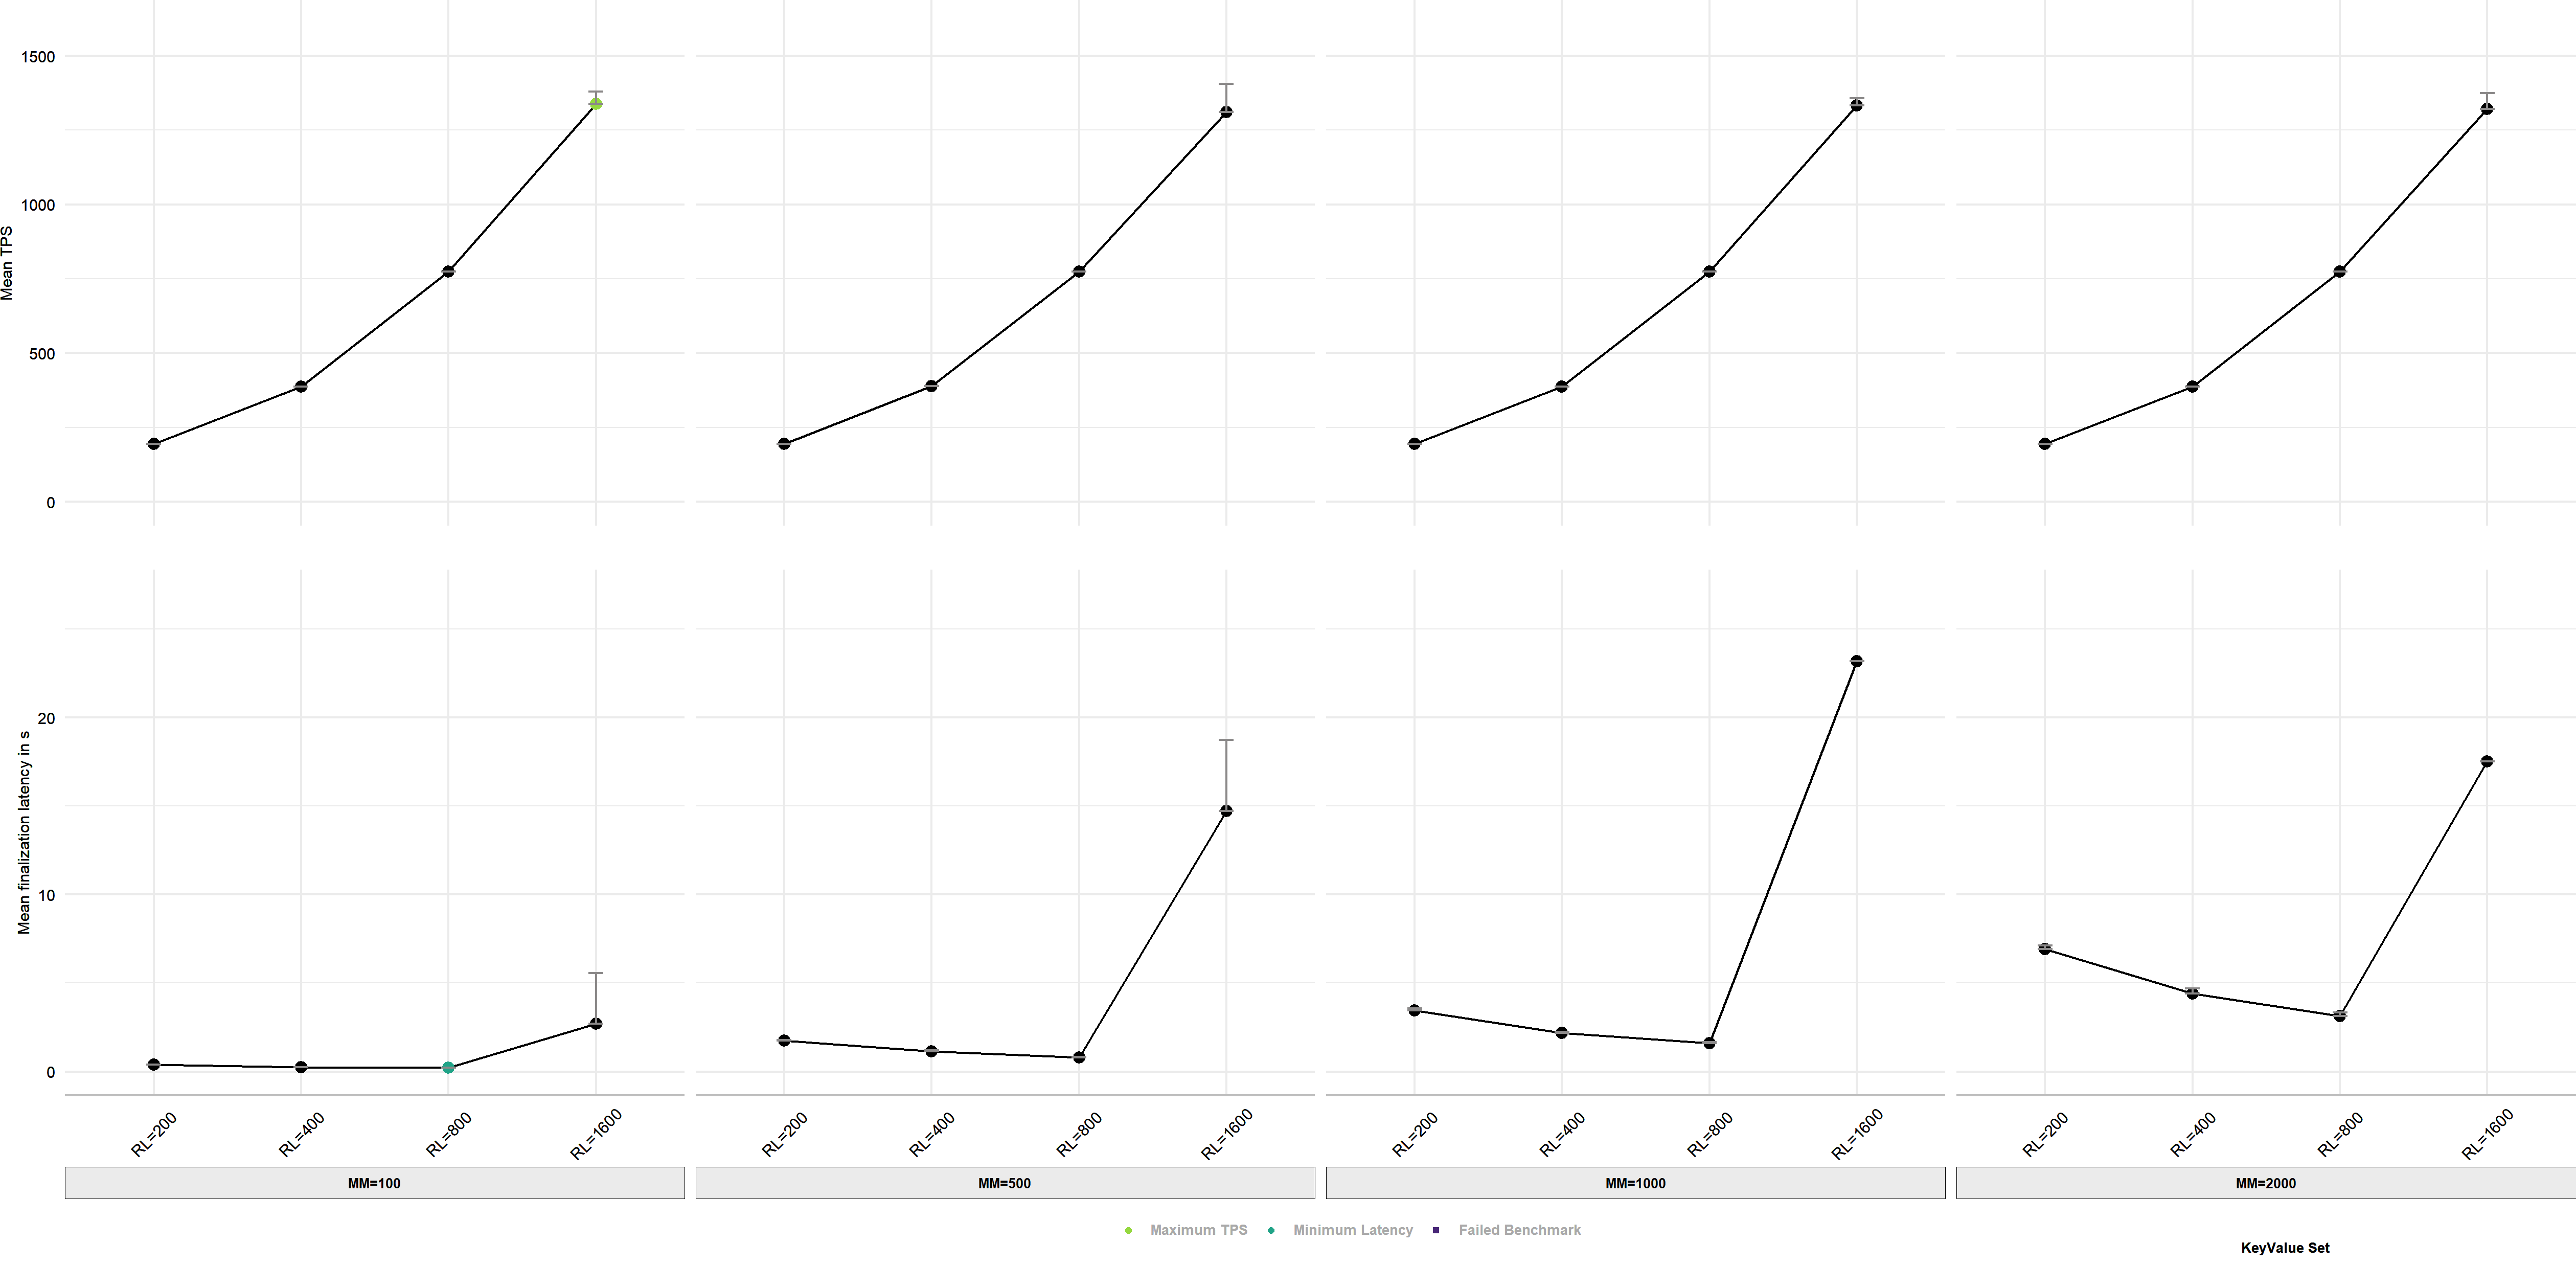 Mean TPS
1500
1000
500
0
Mean finalization latency in s
20
10
0
RL=200 RL=400 RL=800 RL=1600 RL=200 RL=400 RL=800 RL=1600 RL=200 RL=400 RL=800 RL=1600 RL=200 RL=400 RL=800 RL=1600
MM=100 MM=500 MM=1000 MM=2000
Maximum TPS Minimum Latency Failed Benchmark
KeyValue Set